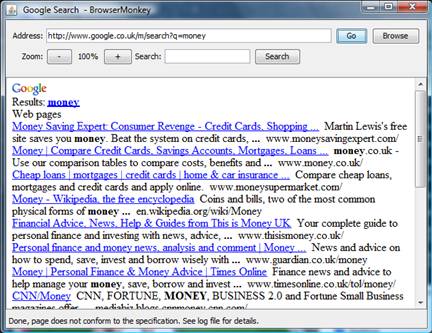 Google Search - BrowserMonkey
Address: http://www.google.co.uk/m/search?q=money Go Browse
Zoom: - 100% + Search: Search
Google
Results: money
Web pages
Money Saving Expert: Consumer Revenge - Credit Cards, Shopping ... Martin Lewis's free
site saves you money. Beat the system on credit cards, ... www.moneysavingexpert.com/
Money | Compare Credit Cards, Savings Accounts, Mortgages, Loans ... money.co.uk -
Use our comparison tables to compare costs, benefits and ... www.money.co.uk/
Cheap loans | mortgages | credit cards | home & car insurance ... Compare cheap loans,
mortgages and credit cards and apply online. www.moneysupermarket.com/
Money - Wikipedia, the free encyclopedia Coins and bills, two of the most common
physical forms of money ... en.wikipedia.org/wiki/Money
Financial Advice, News, Help & Guides from This is Money UK Your complete guide to
personal finance and investing with news, advice, ... www.thisismoney.co.uk/
Personal finance and money news, analysis and comment | Money ... News and advice on
how to spend, save, invest and borrow wisely with ... www.guardian.co.uk/money
Money | Personal Finance & Money Advice | Times Online Finance news and advice to
help manage your money, save, borrow and invest ... www.timesonline.co.uk/tol/money/
CNN/Money CNN, FORTUNE, MONEY, BUSINESS 2.0 and Fortune Small Business
magazines offer ... mediabiz.blogs.cnnmoney.cnn.com/
Done, page does not conform to the specification. See log file for details.